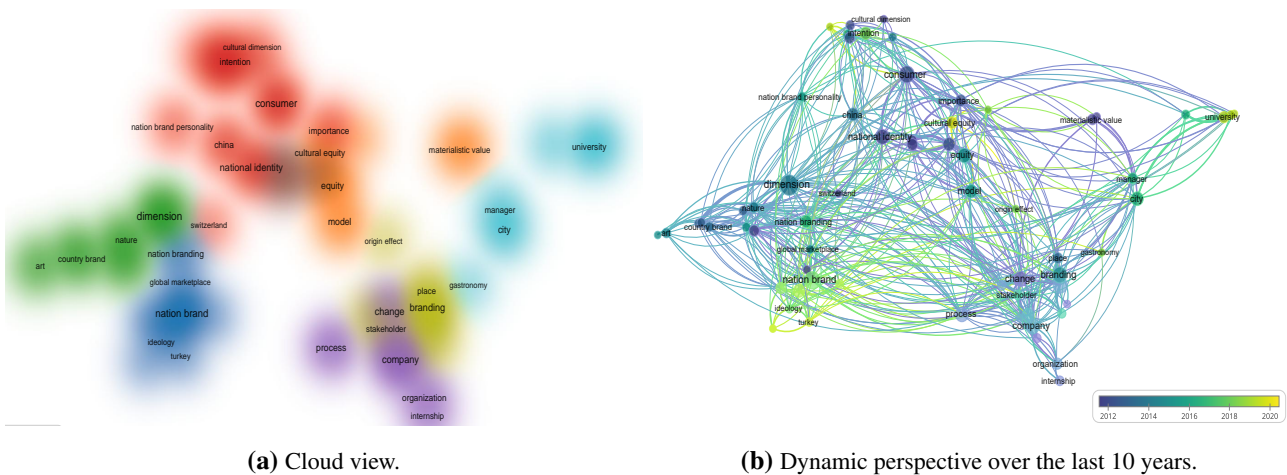 cultural dimension
intention
consumer
nation brand personality
importance
china
cultural equity
national identity
materialistic value
university
equity
dimension
switzerland
model
manager
city
nature
nation branding
origin effect
art
country brand
global marketplace
gastronomy
place
nation brand
change
branding
stakeholder
ideology
turkey
process
company
organization
internship
(a) Cloud view.
cultural dimension
intention
consumer
nation brand personality
importance
china
cultural equity
materialistic value
university
national identity
equity
dimension
switzerland
model
manager
city
nature
nation branding
origin effect
art
country brand
global marketplace
place
gastronomy
nation brand
change
branding
stakeholder
ideology
turkey
process
company
organization
internship
2012 2014 2016 2018 2020
(b) Dynamic perspective over the last 10 years.